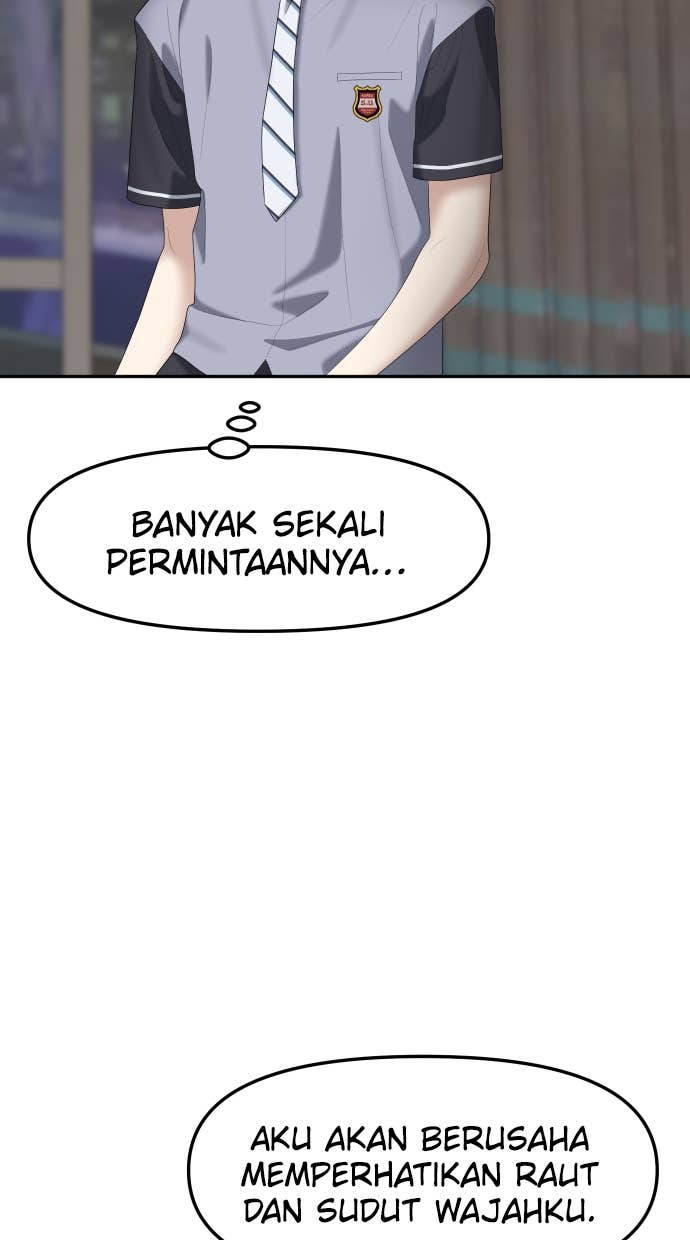 BANYAK SEKALI
PERMINTAANNYA...
AKU AKAN BERUSAHA
MEMPERHATIKAN RAUT
DAN SUDUT WAJAHKU.